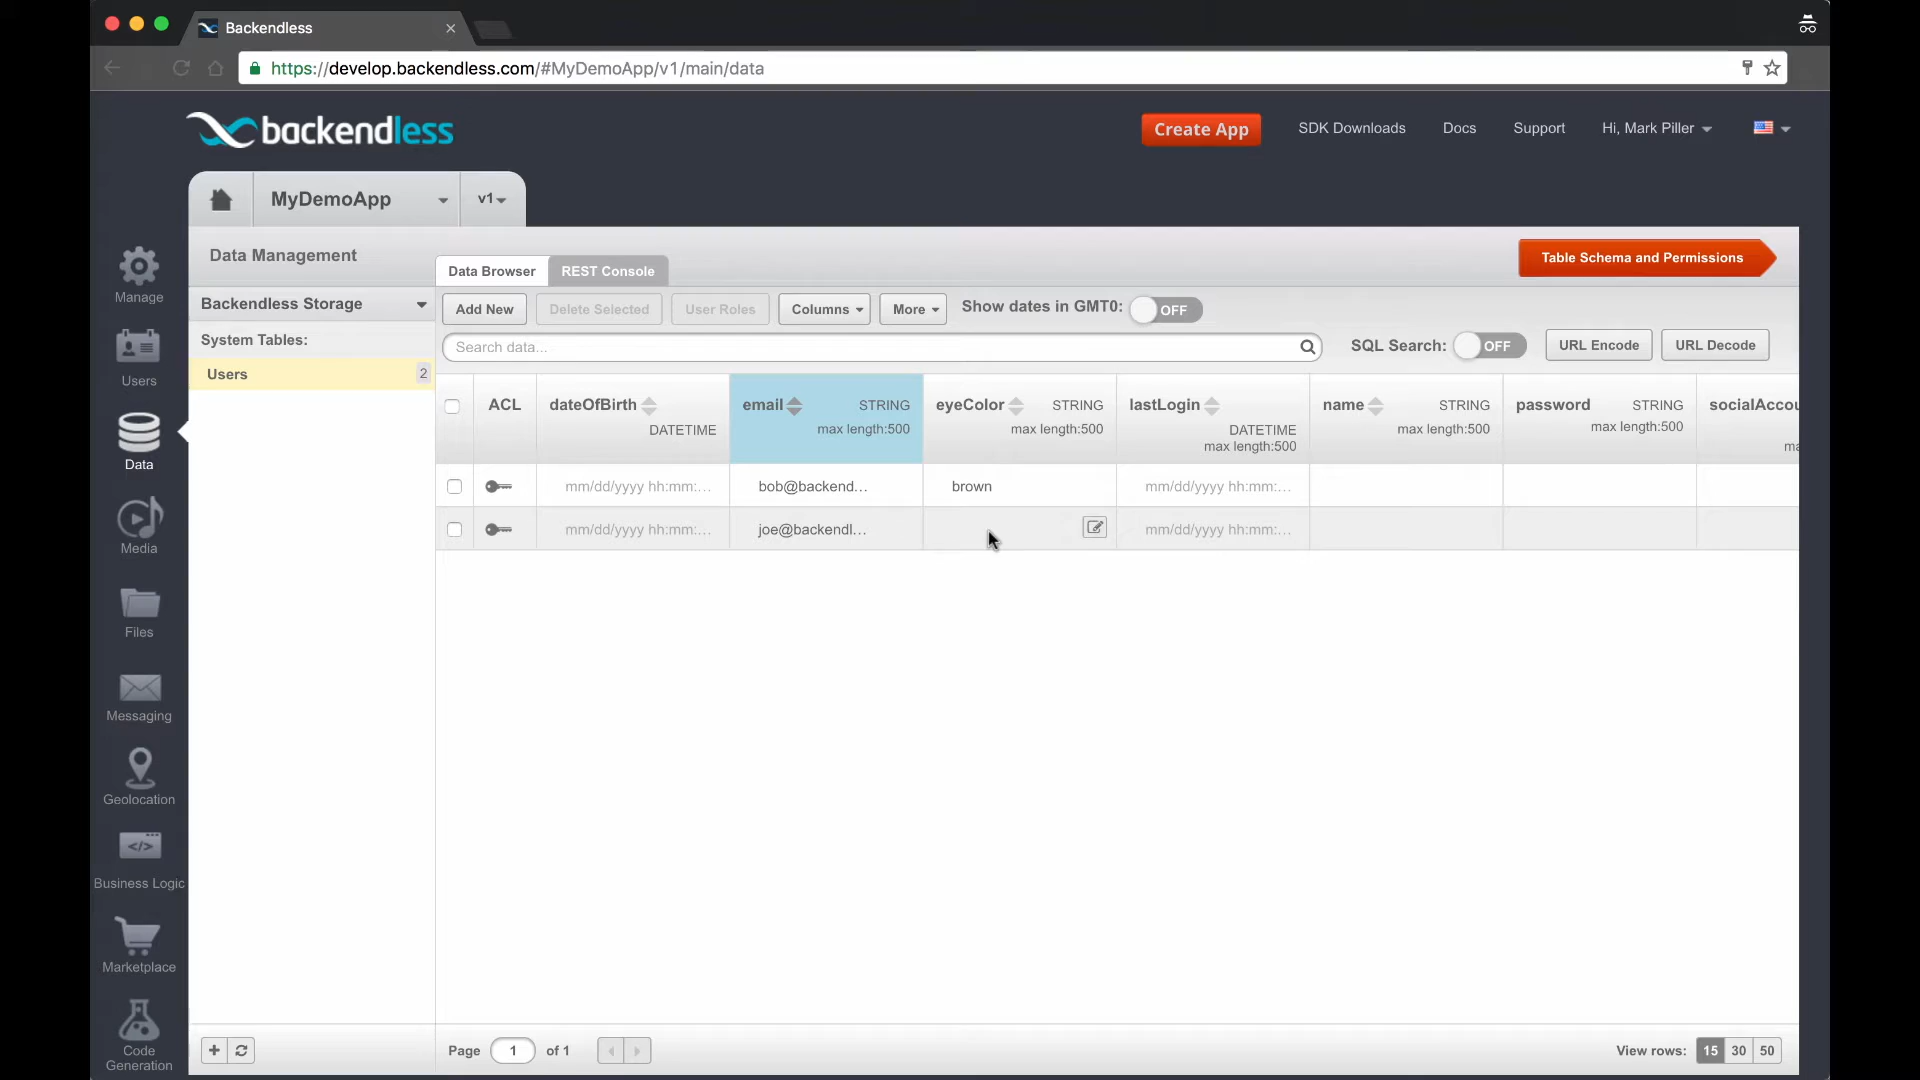 Backendless
https://develop.backendless.com/#MyDemoApp/v1/main/data
backendless
Create App
SDK Downloads
Docs
Support
Hi, Mark Piller
MyDemoApp
v1
Data Management
Data Browser
REST Console
Table Schema and Permissions
Manage
Users
Data
Media
Files
Messaging
Geolocation
Business Logic
Marketplace
Code
Generation
Backendless Storage
System Tables:
Users 2
Add New
Delete Selected
User Roles
Columns
More
Show dates in GMT0: OFF
Search data...
SQL Search: OFF
URL Encode
URL Decode
ACL
dateOfBirth
DATETIME
email STRING
max length:500
eyeColor STRING
max length:500
lastLogin
DATETIME
max length:500
name STRING
max length:500
password STRING
max length:500
socialAccou
ma
mm/dd/yyyy hh:mm:... bob@backend... brown mm/dd/yyyy hh:mm:...
mm/dd/yyyy hh:mm:... joe@backendl... mm/dd/yyyy hh:mm:...
Page 1 of 1
View rows: 15 30 50